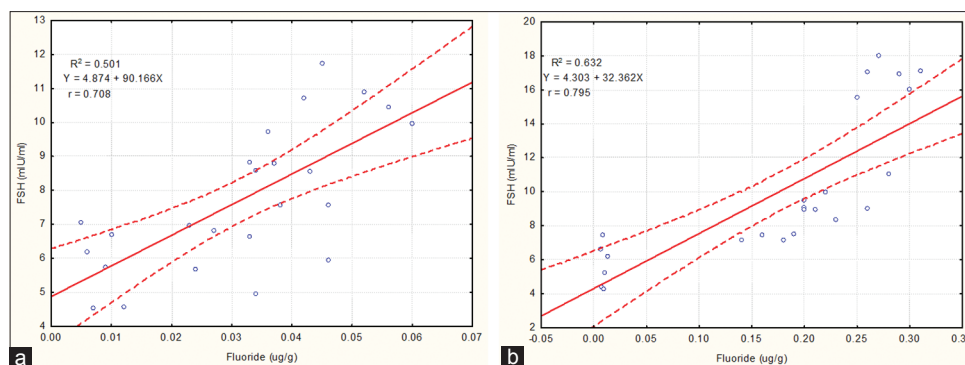 13
12
11
10
9
8
7
6
5
4
FSH (mIU/ml)
R² = 0.501
Y = 4.874 + 90.166X
r = 0.708
0.00 0.01 0.02 0.03 0.04 0.05 0.06 0.07
Fluoride (ug/g)
a
20
18
16
14
12
10
8
6
4
2
FSH (mIU/ml)
R² = 0.632
Y = 4.303 + 32.362X
r = 0.795
-0.05 0.00 0.05 0.10 0.15 0.20 0.25 0.30 0.3
Fluoride (ug/g)
b